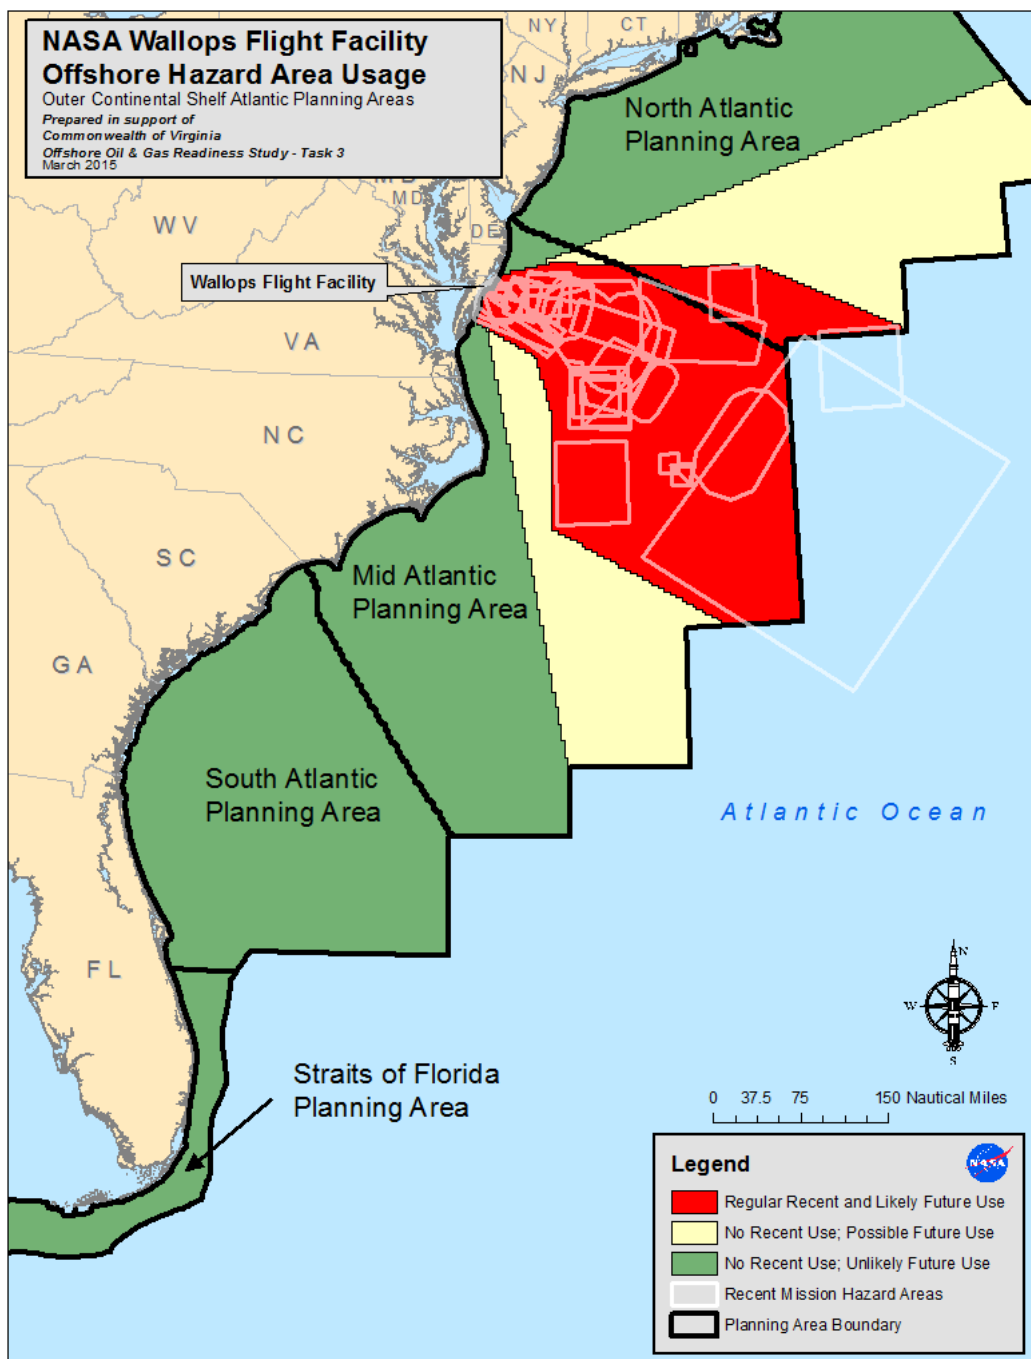 NASA Wallops Flight Facility
Offshore Hazard Area Usage
Outer Continental Shelf Atlantic Planning Areas
Prepared in support of
Commonwealth of Virginia
Offshore Oil & Gas Readiness Study - Task 3
March 2015
NY
CT
NJ
North Atlantic
Planning Area
MD
WV
DE
Wallops Flight Facility
VA
NC
SC
Mid Atlantic
Planning Area
GA
South Atlantic
Planning Area
Atlantic Ocean
FL
N
W
E
S
Straits of Florida
Planning Area
0 37.5 75 150 Nautical Miles
Legend
NASA
Regular Recent and Likely Future Use
No Recent Use; Possible Future Use
No Recent Use; Unlikely Future Use
Recent Mission Hazard Areas
Planning Area Boundary